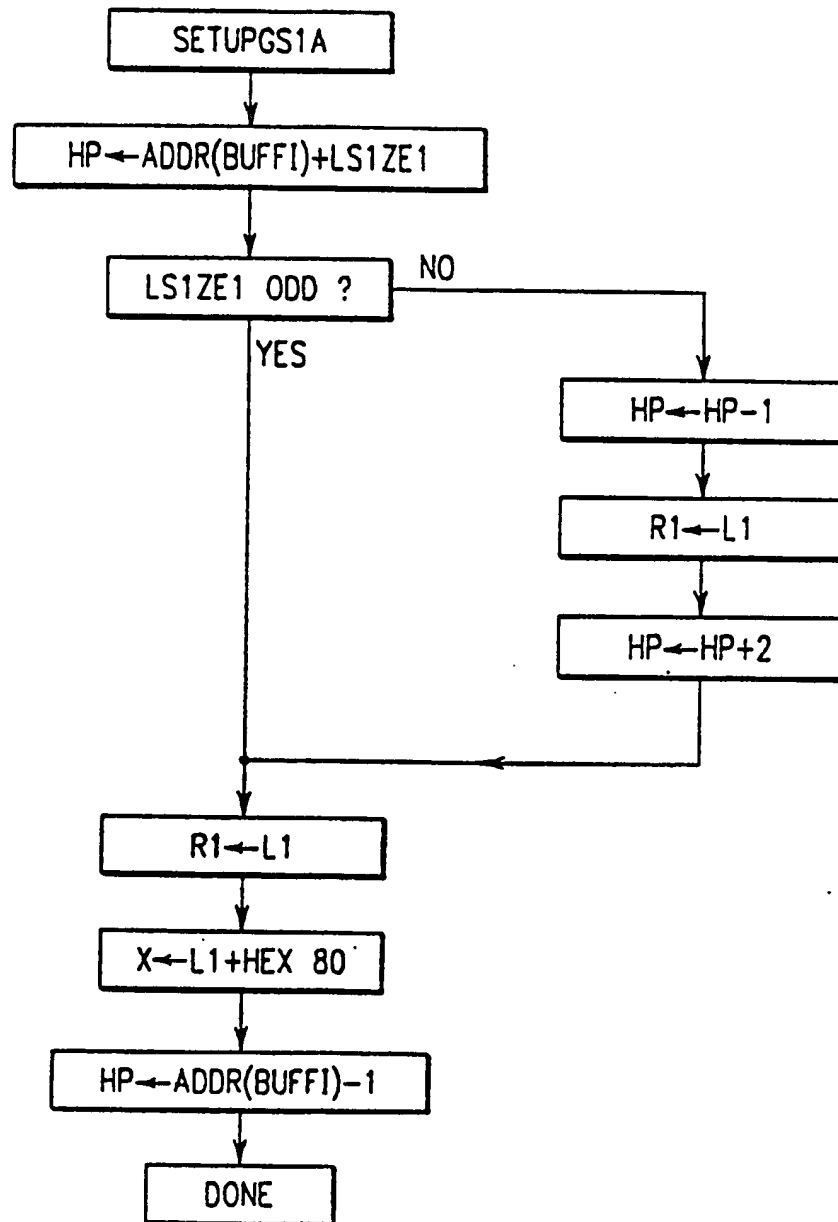 SETUPGS1A
HP←ADDR(BUFFI)+LS1ZE1
LS1ZE1 ODD ?
NO
YES
HP←HP-1
R1←L1
HP←HP+2
R1←L1
X←L1+HEX 80
HP←ADDR(BUFFI)-1
DONE